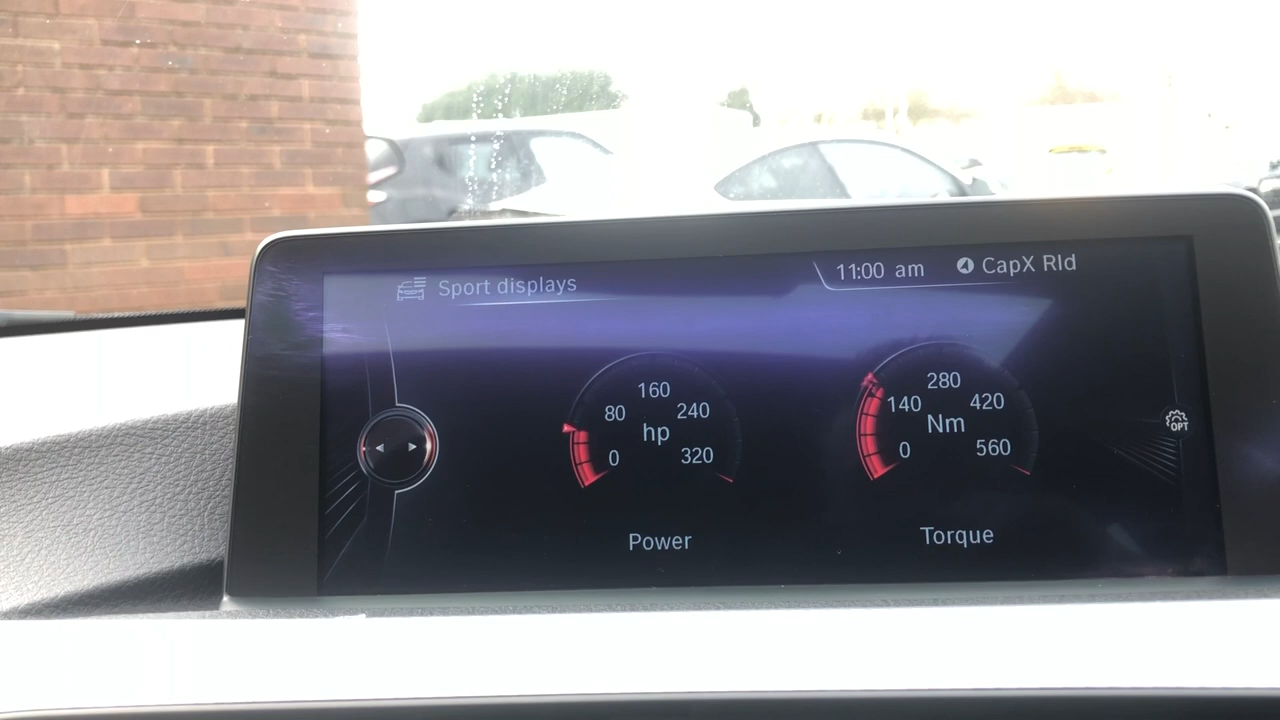 Sport displays
11:00 am
CapX Rld
160
80
240
hp
0
320
Power
280
140
420
Nm
0
560
Torque
OPT